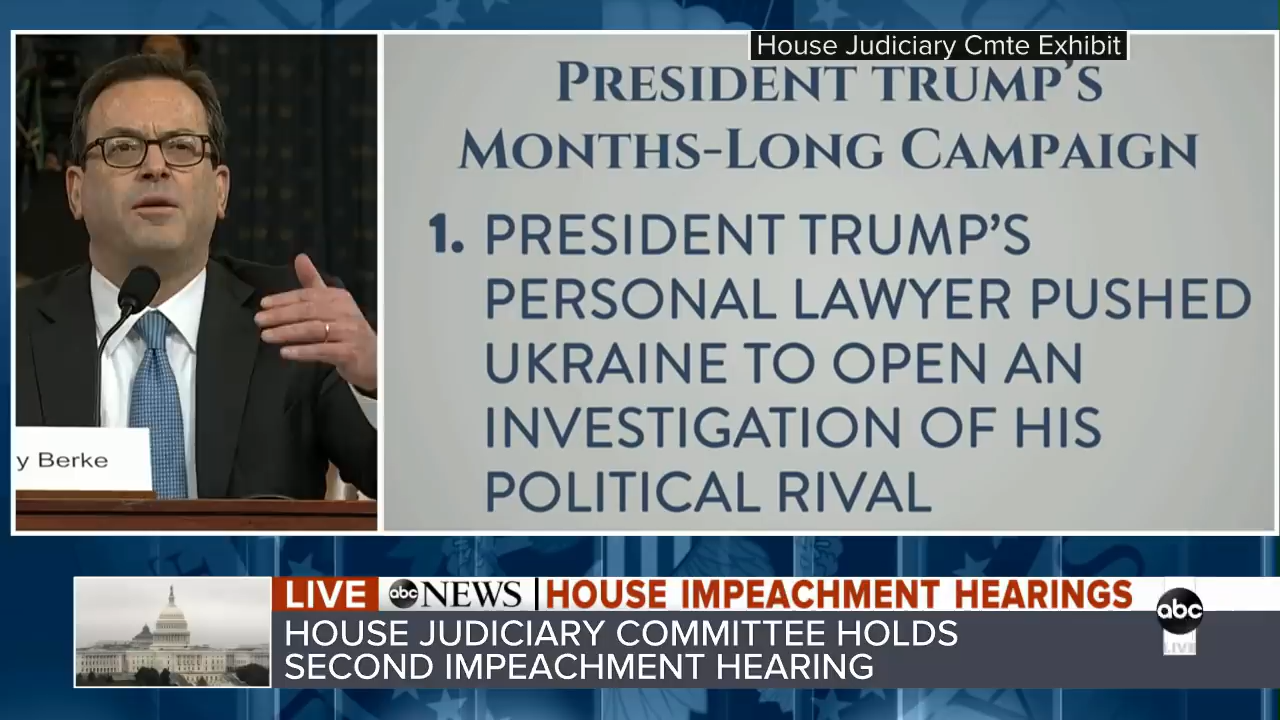 House Judiciary Cmte Exhibit
PRESIDENT TRUMP'S
MONTHS-LONG CAMPAIGN
1. PRESIDENT TRUMP'S
PERSONAL LAWYER PUSHED
UKRAINE TO OPEN AN
INVESTIGATION OF HIS
POLITICAL RIVAL
y Berke
LIVE abc NEWS HOUSE IMPEACHMENT HEARINGS
HOUSE JUDICIARY COMMITTEE HOLDS
SECOND IMPEACHMENT HEARING
abc
LIVE